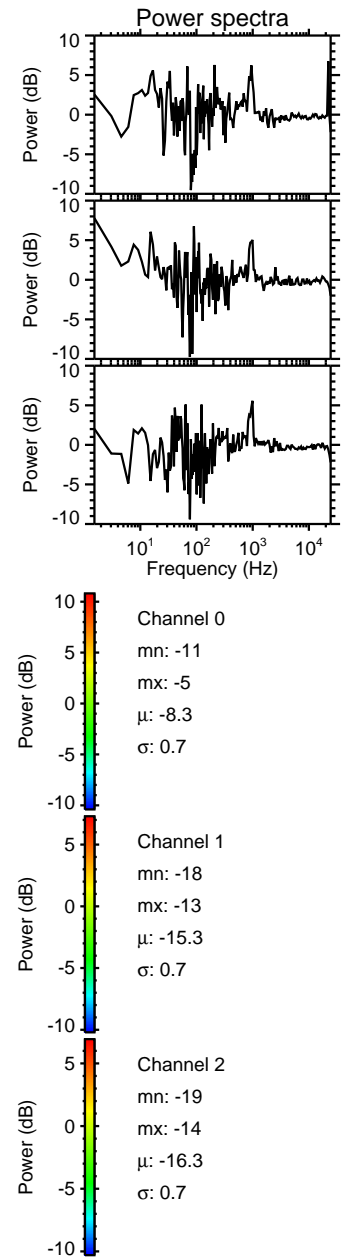 Power spectra
10
5
0
-5
-10
Power (dB)
10
5
0
-5
-10
Power (dB)
10
5
0
-5
-10
Power (dB)
10¹ 10² 10³ 10⁴
Frequency (Hz)
10
5
0
-5
-10
Power (dB)
Channel 0
mn: -11
mx: -5
μ: -8.3
σ: 0.7
5
0
-5
-10
Power (dB)
Channel 1
mn: -18
mx: -13
μ: -15.3
σ: 0.7
5
0
-5
-10
Power (dB)
Channel 2
mn: -19
mx: -14
μ: -16.3
σ: 0.7